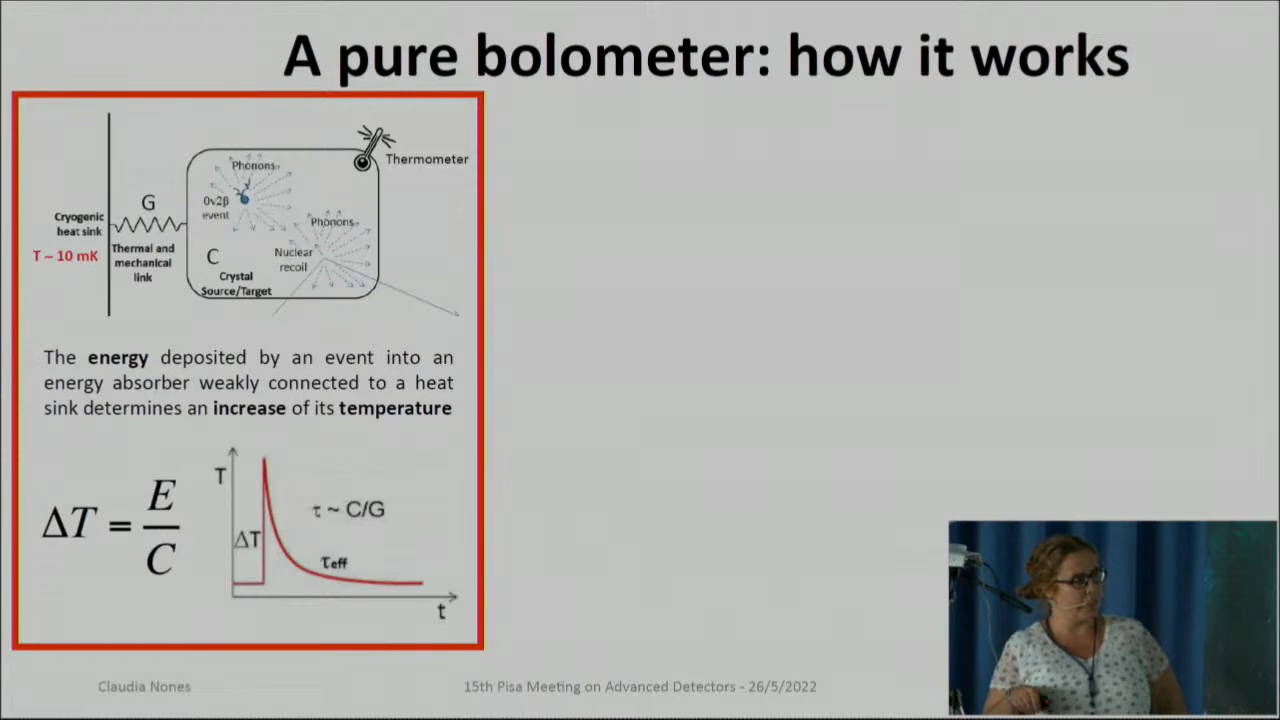 A pure bolometer: how it works
Thermometer
Phonons
0ν2β
event
G
Cryogenic
heat sink
T ~ 10 mK
Thermal and
mechanical
link
Phonons
Nuclear
recoil
C
Crystal
Source/Target
The energy deposited by an event into an
energy absorber weakly connected to a heat
sink determines an increase of its temperature
ΔT = E/C
T
τ ~ C/G
ΔT
τeff
t
Claudia Nones
15th Pisa Meeting on Advanced Detectors - 26/5/2022